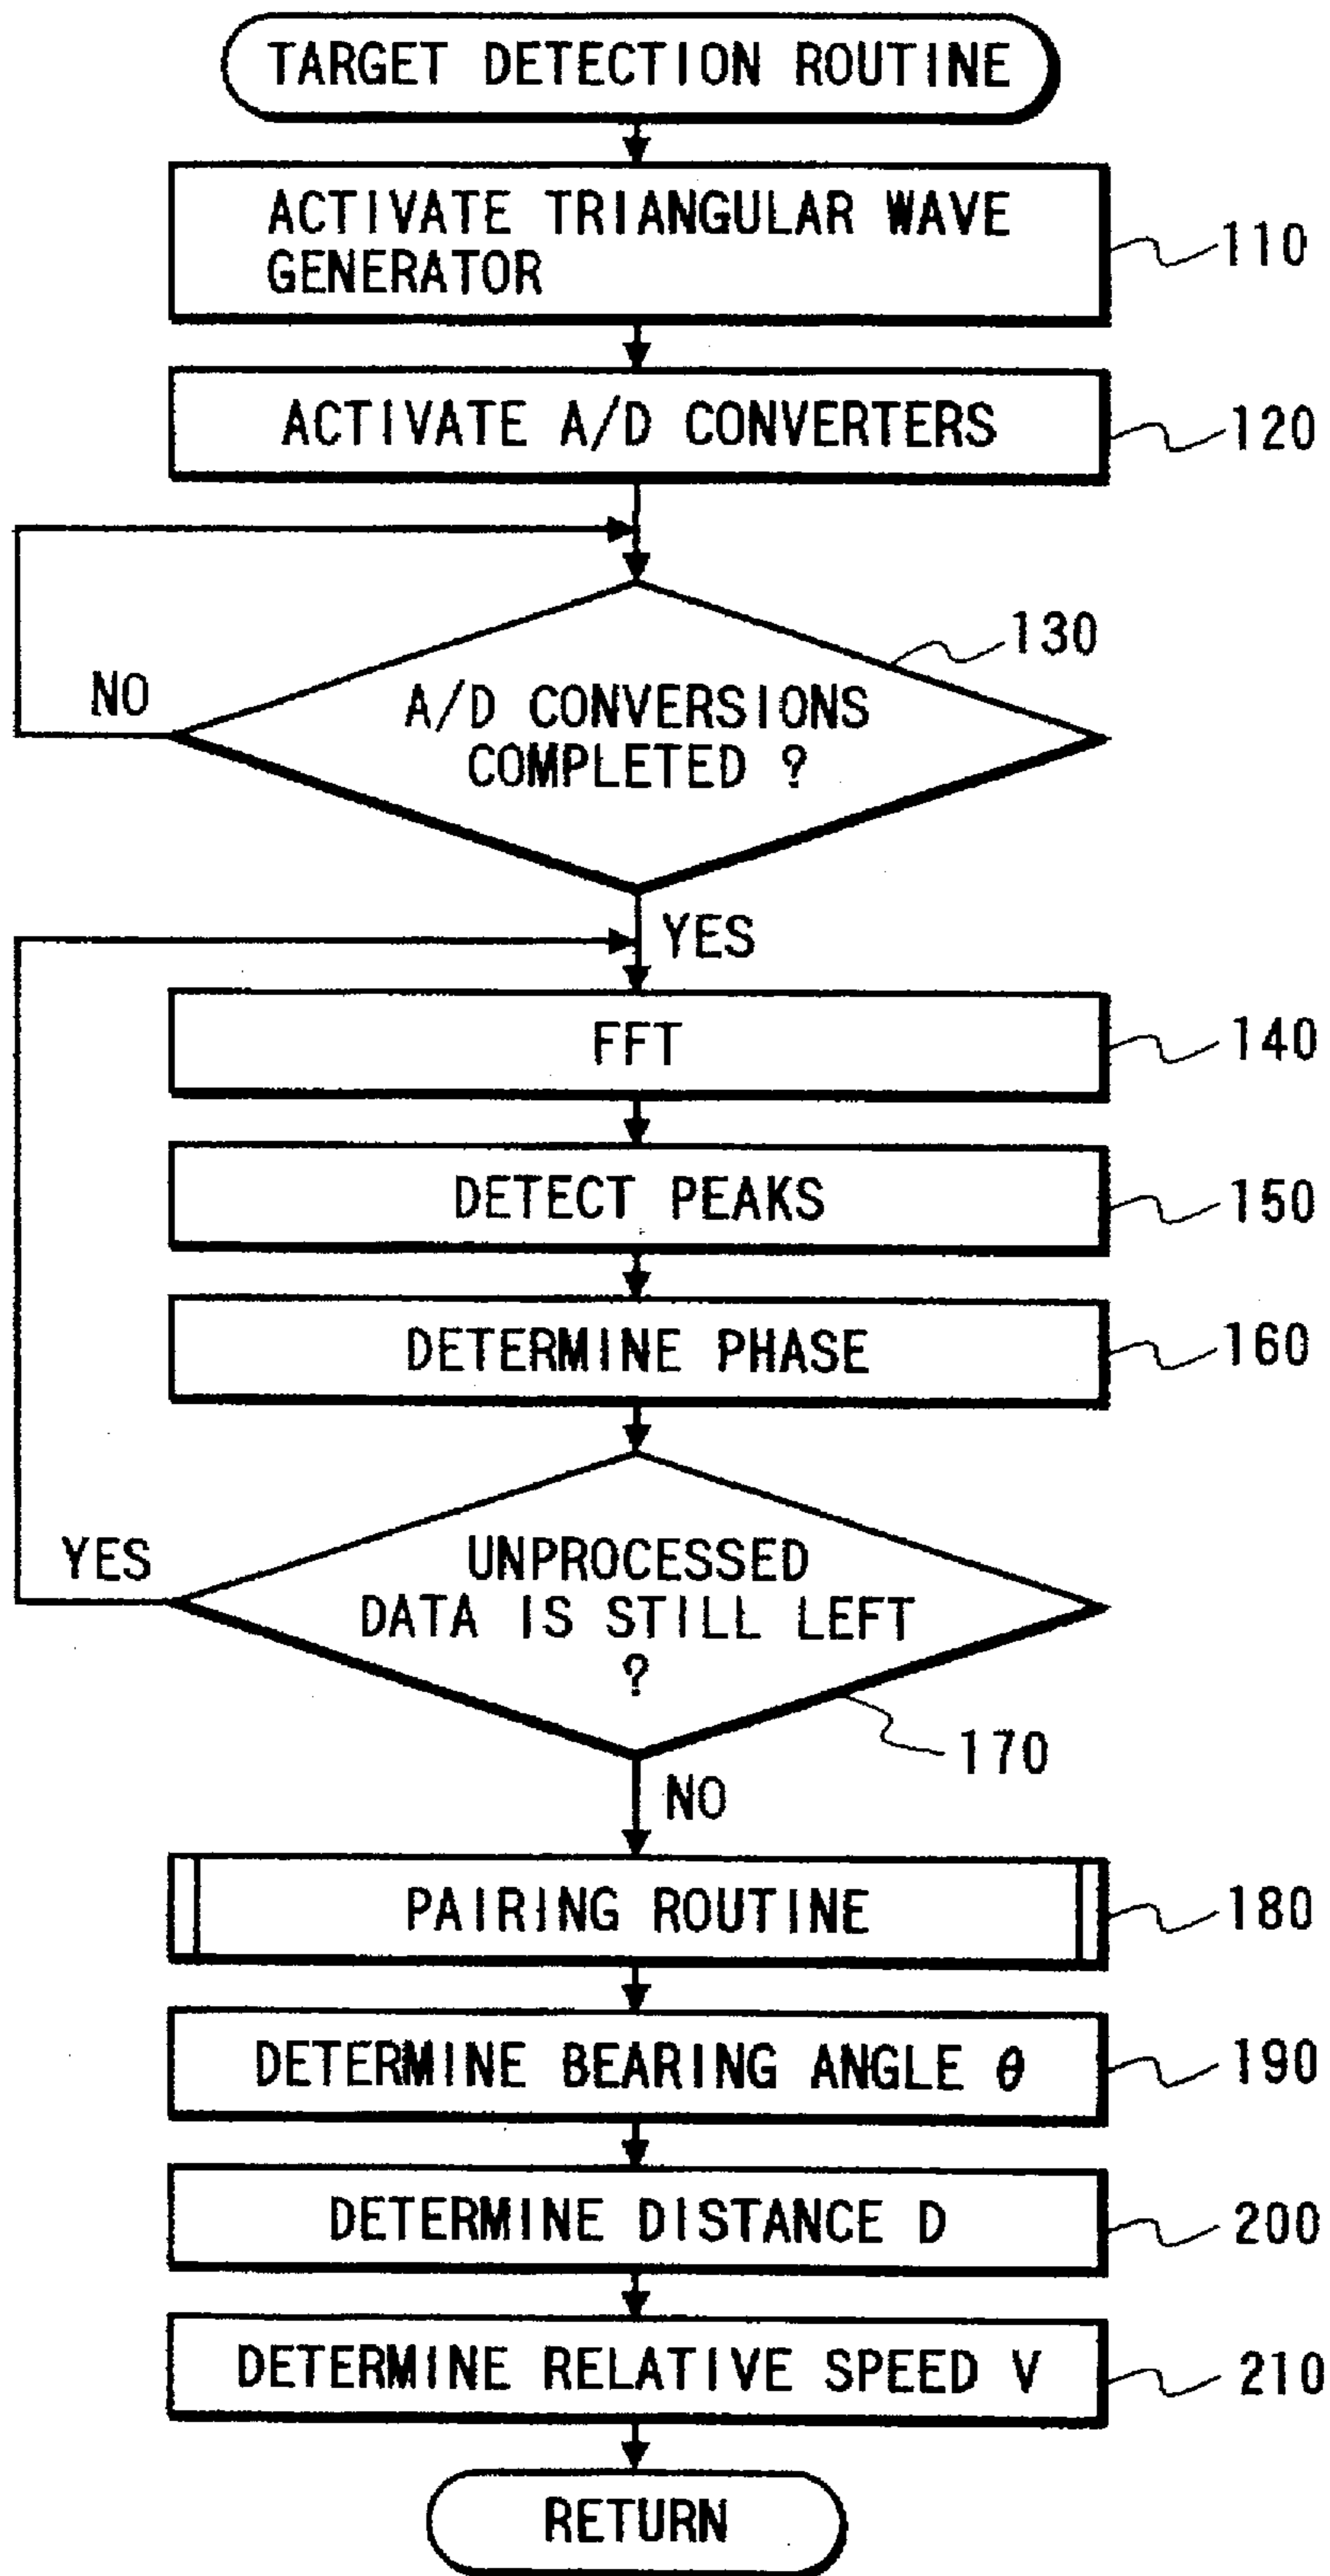 TARGET DETECTION ROUTINE
ACTIVATE TRIANGULAR WAVE
GENERATOR
110
ACTIVATE A/D CONVERTERS
120
130
NO
A/D CONVERSIONS
COMPLETED ?
YES
FFT
140
DETECT PEAKS
150
DETERMINE PHASE
160
YES
UNPROCESSED
DATA IS STILL LEFT
?
170
NO
PAIRING ROUTINE
180
DETERMINE BEARING ANGLE θ
190
DETERMINE DISTANCE D
200
DETERMINE RELATIVE SPEED V
210
RETURN